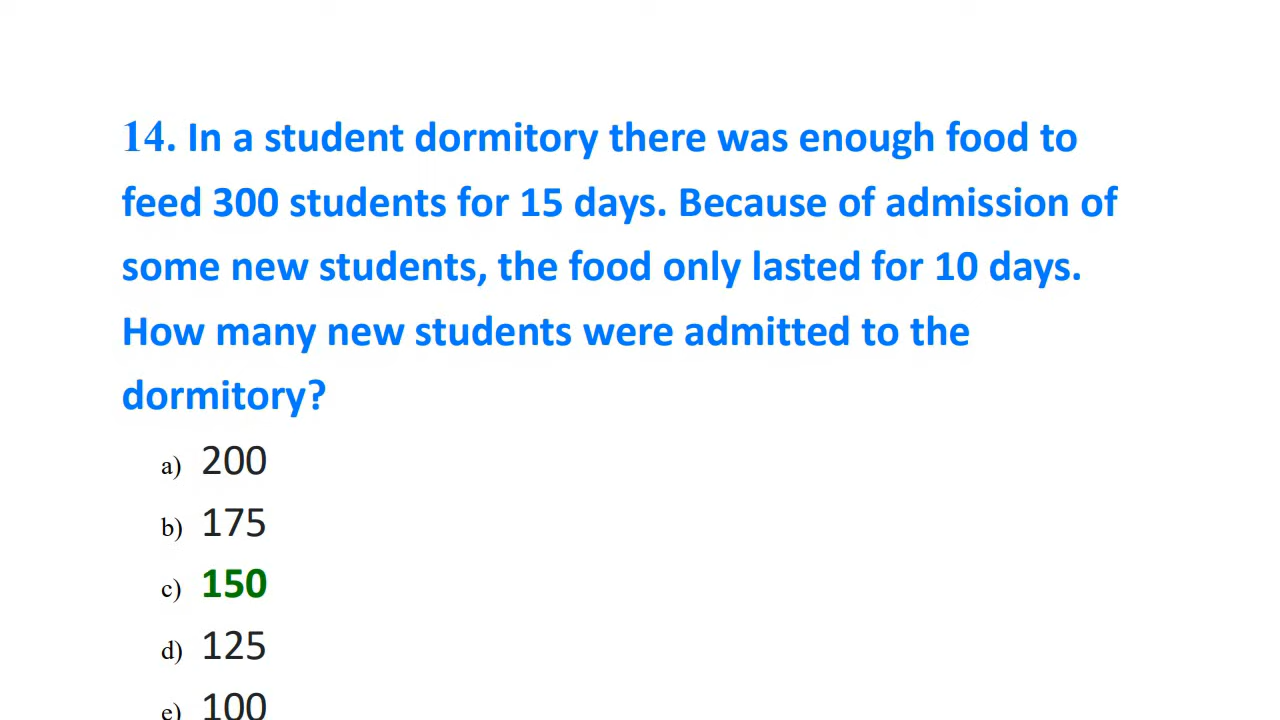 14. In a student dormitory there was enough food to
feed 300 students for 15 days. Because of admission of
some new students, the food only lasted for 10 days.
How many new students were admitted to the
dormitory?
a) 200
b) 175
c) 150
d) 125
e) 100